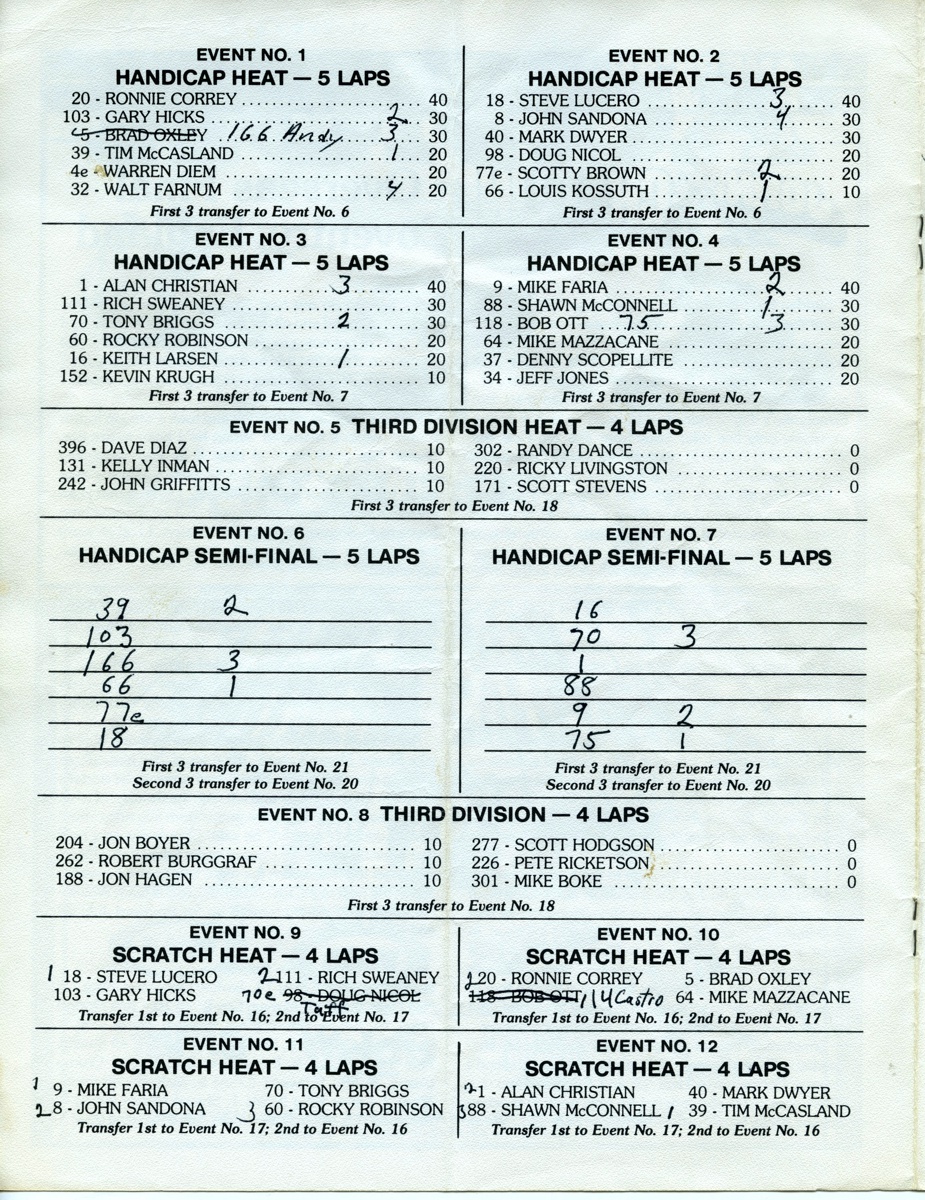 EVENT NO. 1
HANDICAP HEAT — 5 LAPS
20 - RONNIE CORREY ........................ 40
103 - GARY HICKS ........................ 2 .... 30
5 - BRAD OXLEY 166 Andy ........ 3 .... 30
39 - TIM McCASLAND ........................ 1 .... 20
4e - WARREN DIEM ........................ 20
32 - WALT FARNUM ........................ 4 .... 20
First 3 transfer to Event No. 6
EVENT NO. 2
HANDICAP HEAT — 5 LAPS
18 - STEVE LUCERO ................ 3 ........ 40
8 - JOHN SANDONA ................ 4 ........ 30
40 - MARK DWYER ........................ 30
98 - DOUG NICOL ........................ 20
77e - SCOTTY BROWN ............ 2 ........ 20
66 - LOUIS KOSSUTH ............ 1 ........ 10
First 3 transfer to Event No. 6
EVENT NO. 3
HANDICAP HEAT — 5 LAPS
1 - ALAN CHRISTIAN ............ 3 ........ 40
111 - RICH SWEANEY ........................ 30
70 - TONY BRIGGS ............ 2 ........ 30
60 - ROCKY ROBINSON ........................ 20
16 - KEITH LARSEN ............ 1 ........ 20
152 - KEVIN KRUGH ........................ 10
First 3 transfer to Event No. 7
EVENT NO. 4
HANDICAP HEAT — 5 LAPS
9 - MIKE FARIA ................ 2 ........ 40
88 - SHAWN McCONNELL ............ 1 ........ 30
118 - BOB OTT ... 75 ............ 3 ........ 30
64 - MIKE MAZZACANE ........................ 20
37 - DENNY SCOPELLITE ........................ 20
34 - JEFF JONES ........................ 20
First 3 transfer to Event No. 7
EVENT NO. 5 THIRD DIVISION HEAT — 4 LAPS
396 - DAVE DIAZ ........................ 10
131 - KELLY INMAN ........................ 10
242 - JOHN GRIFFITTS ........................ 10
302 - RANDY DANCE ........................ 0
220 - RICKY LIVINGSTON ........................ 0
171 - SCOTT STEVENS ........................ 0
First 3 transfer to Event No. 18
EVENT NO. 6
HANDICAP SEMI-FINAL — 5 LAPS
39 2
103
166 3
66 1
77e
18
First 3 transfer to Event No. 21
Second 3 transfer to Event No. 20
EVENT NO. 7
HANDICAP SEMI-FINAL — 5 LAPS
16
70 3
1
88
9 2
75 1
First 3 transfer to Event No. 21
Second 3 transfer to Event No. 20
EVENT NO. 8 THIRD DIVISION — 4 LAPS
204 - JON BOYER ........................ 10
262 - ROBERT BURGGRAF ........................ 10
188 - JON HAGEN ........................ 10
277 - SCOTT HODGSON ........................ 0
226 - PETE RICKETSON ........................ 0
301 - MIKE BOKE ........................ 0
First 3 transfer to Event No. 18
EVENT NO. 9
SCRATCH HEAT — 4 LAPS
1 18 - STEVE LUCERO 2 111 - RICH SWEANEY
103 - GARY HICKS 70e 98 - DOUG NICOL
Taft
Transfer 1st to Event No. 16; 2nd to Event No. 17
EVENT NO. 10
SCRATCH HEAT — 4 LAPS
2 20 - RONNIE CORREY 5 - BRAD OXLEY
118 - BOB OTT 114 Castro 64 - MIKE MAZZACANE
Transfer 1st to Event No. 16; 2nd to Event No. 17
EVENT NO. 11
SCRATCH HEAT — 4 LAPS
1 9 - MIKE FARIA 70 - TONY BRIGGS
2 8 - JOHN SANDONA 3 60 - ROCKY ROBINSON
Transfer 1st to Event No. 17; 2nd to Event No. 16
EVENT NO. 12
SCRATCH HEAT — 4 LAPS
2 1 - ALAN CHRISTIAN 40 - MARK DWYER
3 88 - SHAWN McCONNELL 1 39 - TIM McCASLAND
Transfer 1st to Event No. 17; 2nd to Event No. 16